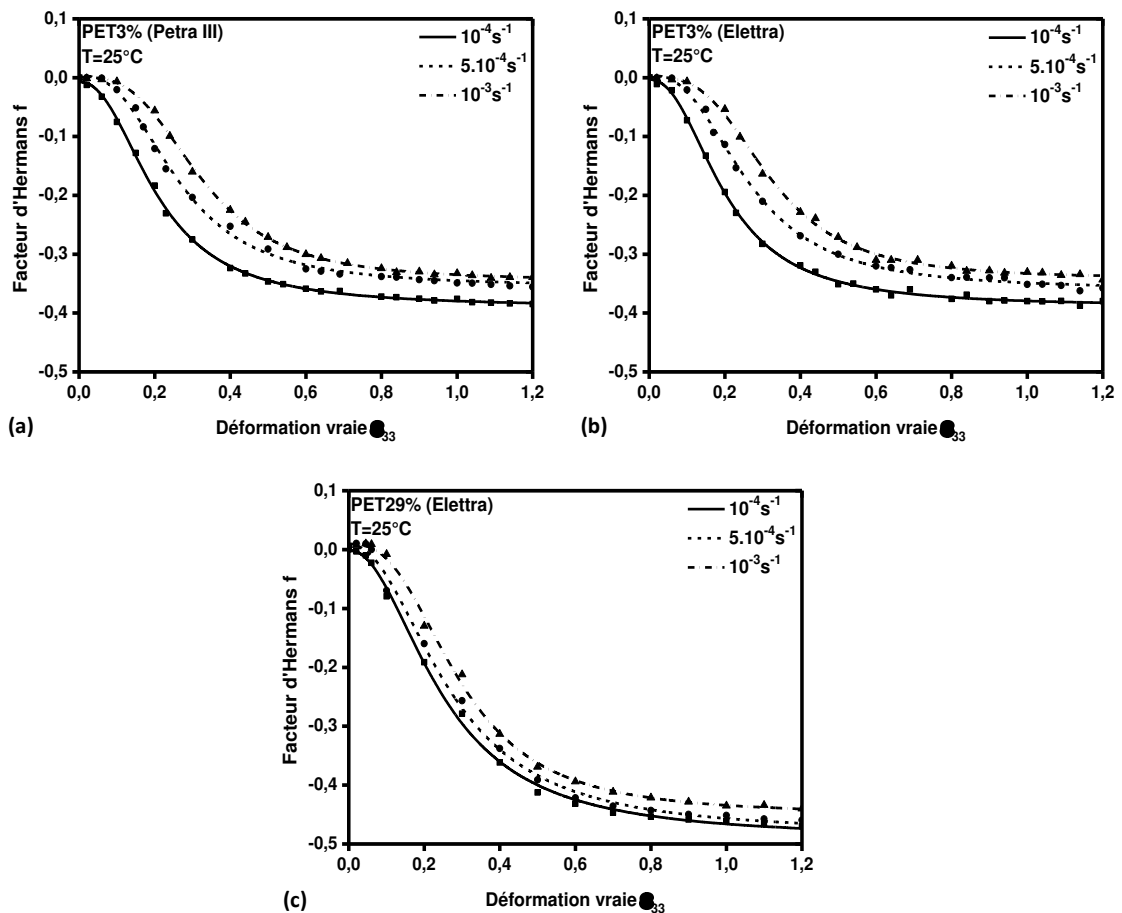 0,1
0,0
-0,1
-0,2
-0,3
-0,4
-0,5
Facteur d'Hermans f
PET3% (Petra III)
T=25°C
10⁻⁴s⁻¹
5.10⁻⁴s⁻¹
10⁻³s⁻¹
0,0 0,2 0,4 0,6 0,8 1,0 1,2
(a)
Déformation vraie ₃₃
0,1
0,0
-0,1
-0,2
-0,3
-0,4
-0,5
Facteur d'Hermans f
PET3% (Elettra)
T=25°C
10⁻⁴s⁻¹
5.10⁻⁴s⁻¹
10⁻³s⁻¹
0,0 0,2 0,4 0,6 0,8 1,0 1,2
(b)
Déformation vraie ₃₃
0,1
0,0
-0,1
-0,2
-0,3
-0,4
-0,5
Facteur d'Hermans f
PET29% (Elettra)
T=25°C
10⁻⁴s⁻¹
5.10⁻⁴s⁻¹
10⁻³s⁻¹
0,0 0,2 0,4 0,6 0,8 1,0 1,2
(c)
Déformation vraie ₃₃